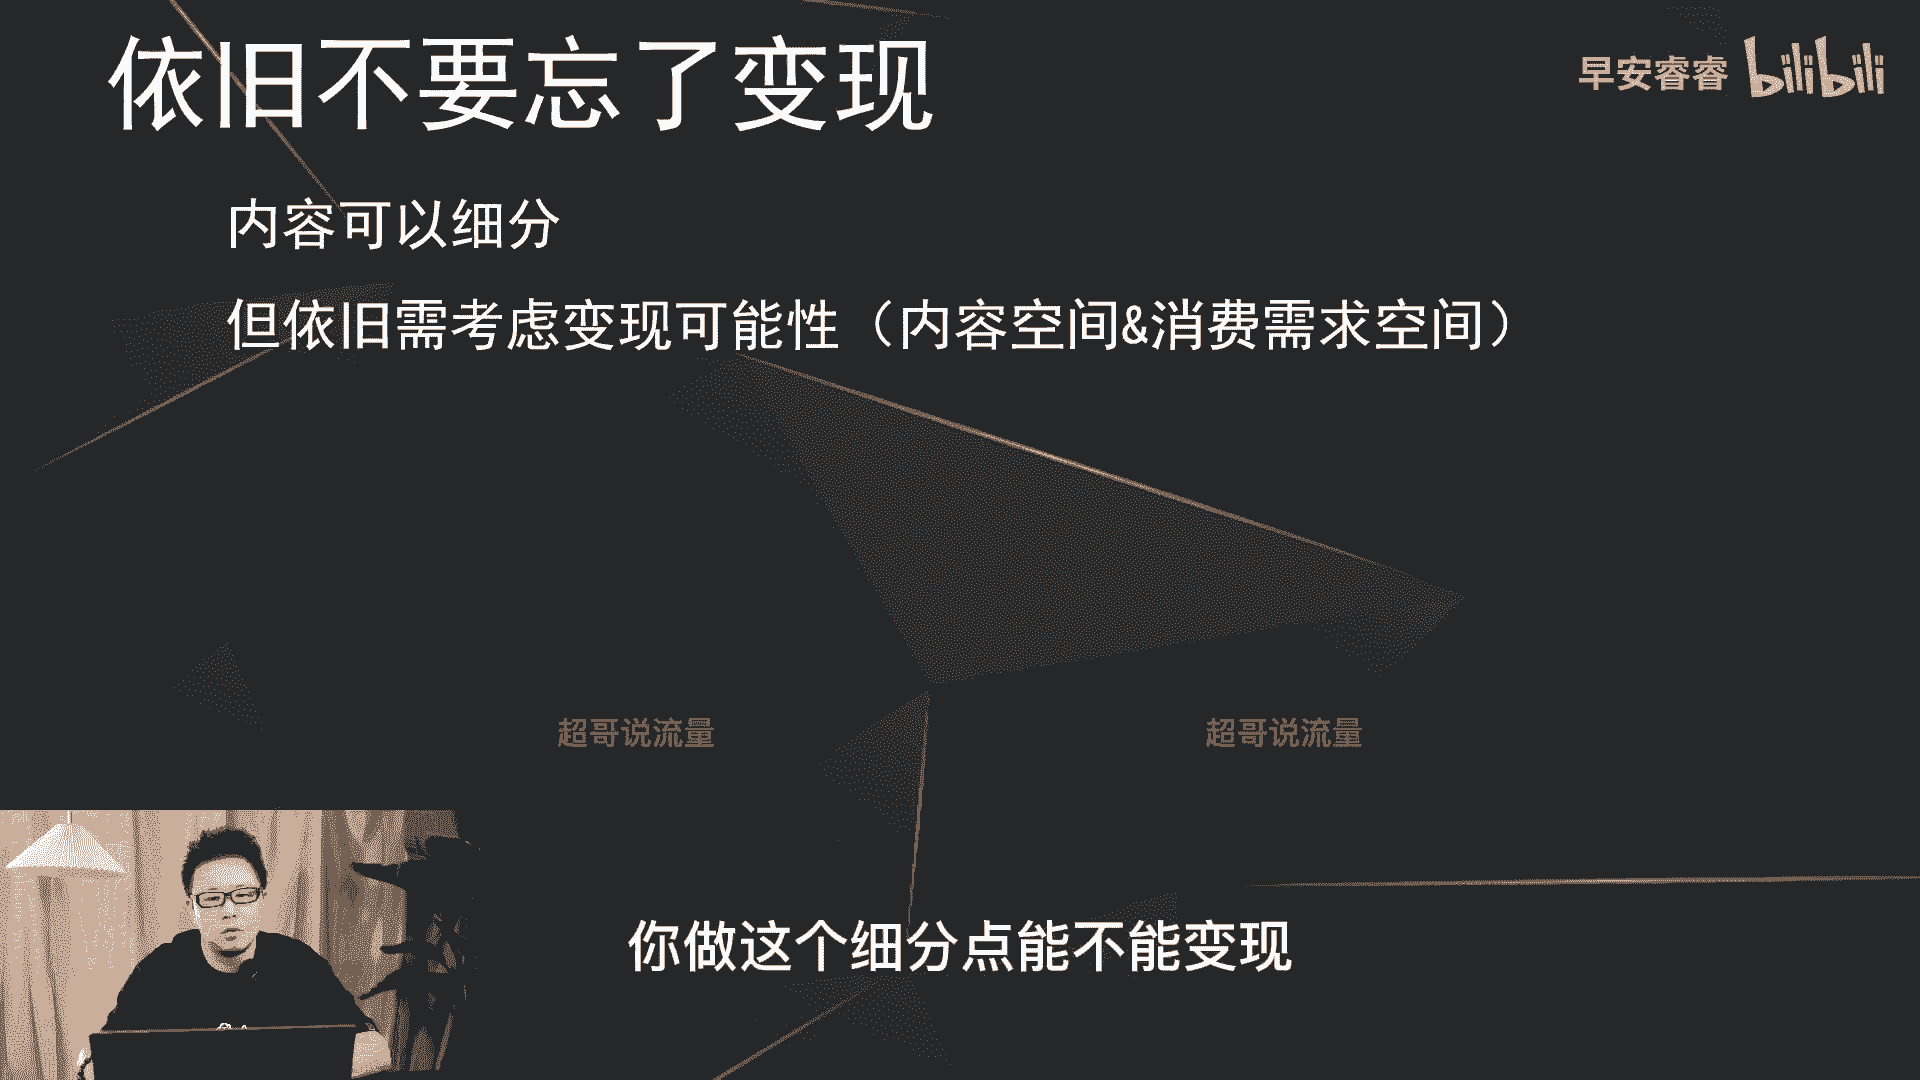 依旧不要忘了变现
早安睿睿 bilibili
内容可以细分
但依旧需考虑变现可能性（内容空间&消费需求空间）
超哥说流量 超哥说流量
你做这个细分点能不能变现